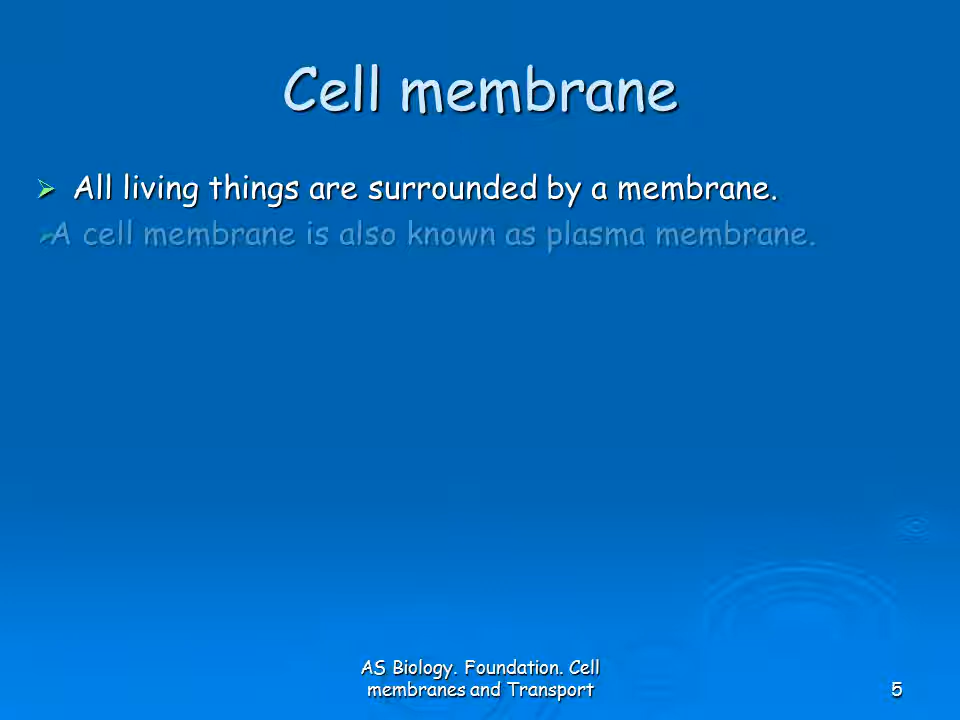 Cell membrane
All living things are surrounded by a membrane.
A cell membrane is also known as plasma membrane.
AS Biology. Foundation. Cell
membranes and Transport
5